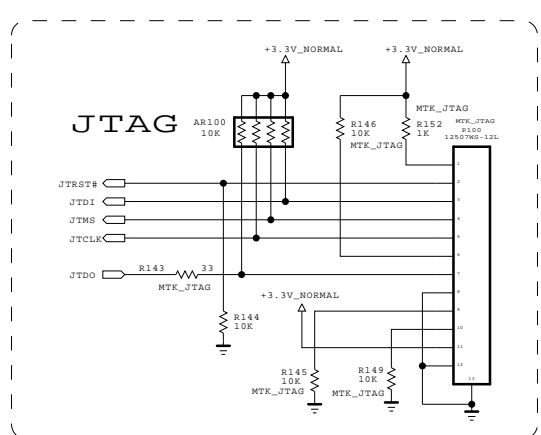 +3.3V_NORMAL
+3.3V_NORMAL
JTAG
AR100
10K
R146
10K
MTK_JTAG
MTK_JTAG
R152
1K
MTK_JTAG
P100
12507WS-12L
JTRST#
JTDI
JTMS
JTCLK
JTDO
R143
33
MTK_JTAG
R144
10K
+3.3V_NORMAL
R145
10K
MTK_JTAG
R149
10K
MTK_JTAG
1
2
3
4
5
6
7
8
9
10
11
12
13